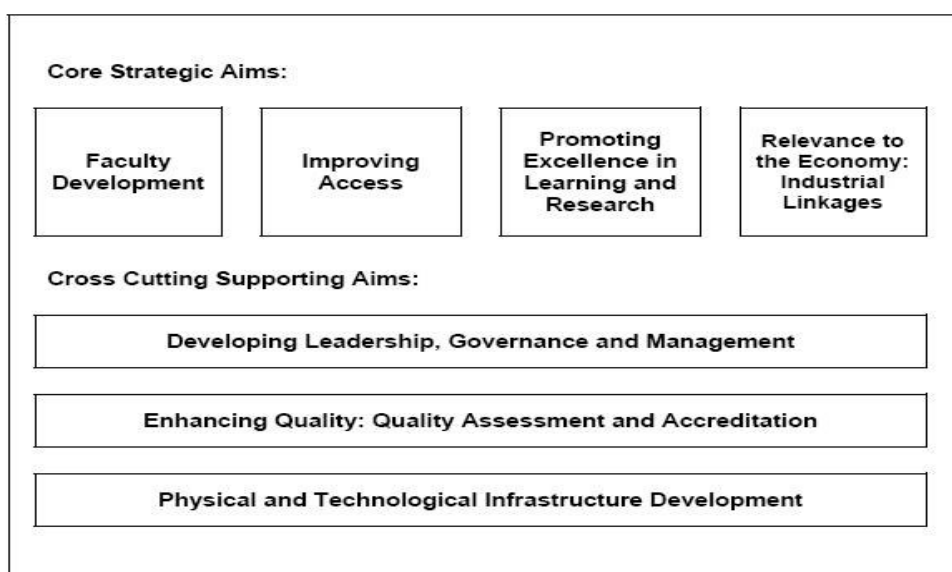 Core Strategic Aims:
Faculty
Development
Improving
Access
Promoting
Excellence in
Learning and
Research
Relevance to
the Economy:
Industrial
Linkages
Cross Cutting Supporting Aims:
Developing Leadership, Governance and Management
Enhancing Quality: Quality Assessment and Accreditation
Physical and Technological Infrastructure Development